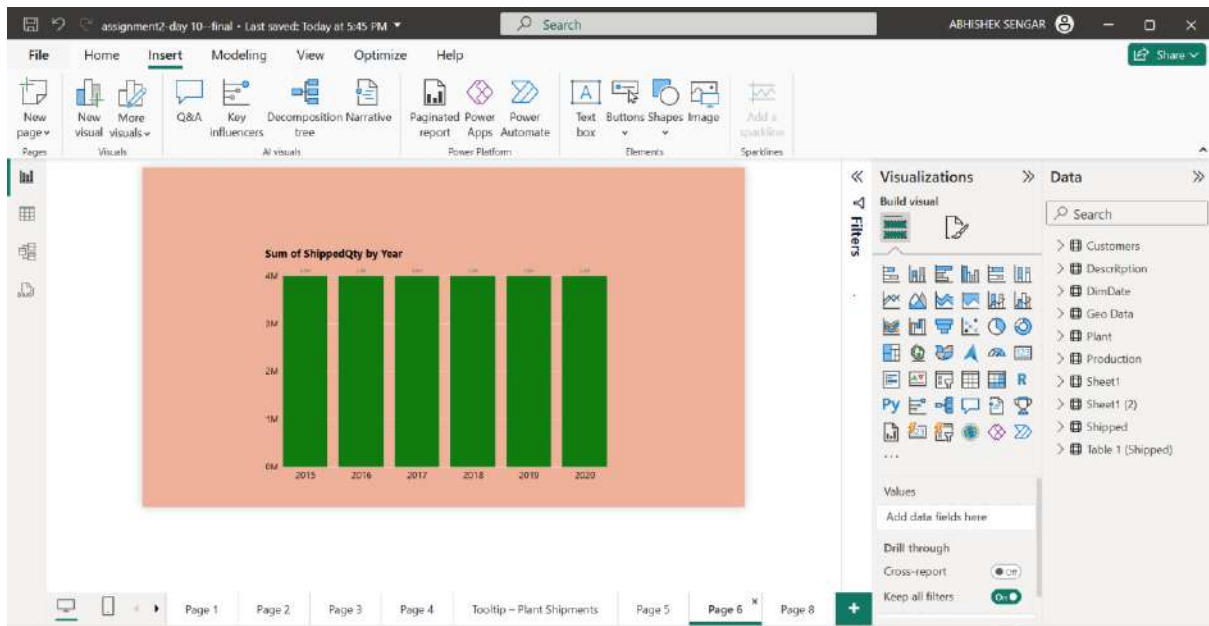 assignment2-day 10--final • Last saved: Today at 5:45 PM
Search
ABHISHEK SENGAR
File Home Insert Modeling View Optimize Help
Share
New page
New visual
More visuals
Q&A
Key influencers
Decomposition tree
Narrative
Paginated report
Power Apps
Power Automate
Text box
Buttons
Shapes
Image
Add a sparkline
Pages
Visuals
AI visuals
Power Platform
Elements
Sparklines
Sum of ShippedQty by Year
4M
3M
2M
1M
0M
2015 2016 2017 2018 2019 2020
Filters
Visualizations
Build visual
R
Py
...
Values
Add data fields here
Drill through
Cross-report
Off
Keep all filters
On
Data
Search
Customers
Descritption
DimDate
Geo Data
Plant
Production
Sheet1
Sheet1 (2)
Shipped
Table 1 (Shipped)
Page 1 Page 2 Page 3 Page 4 Tooltip – Plant Shipments Page 5 Page 6 Page 8